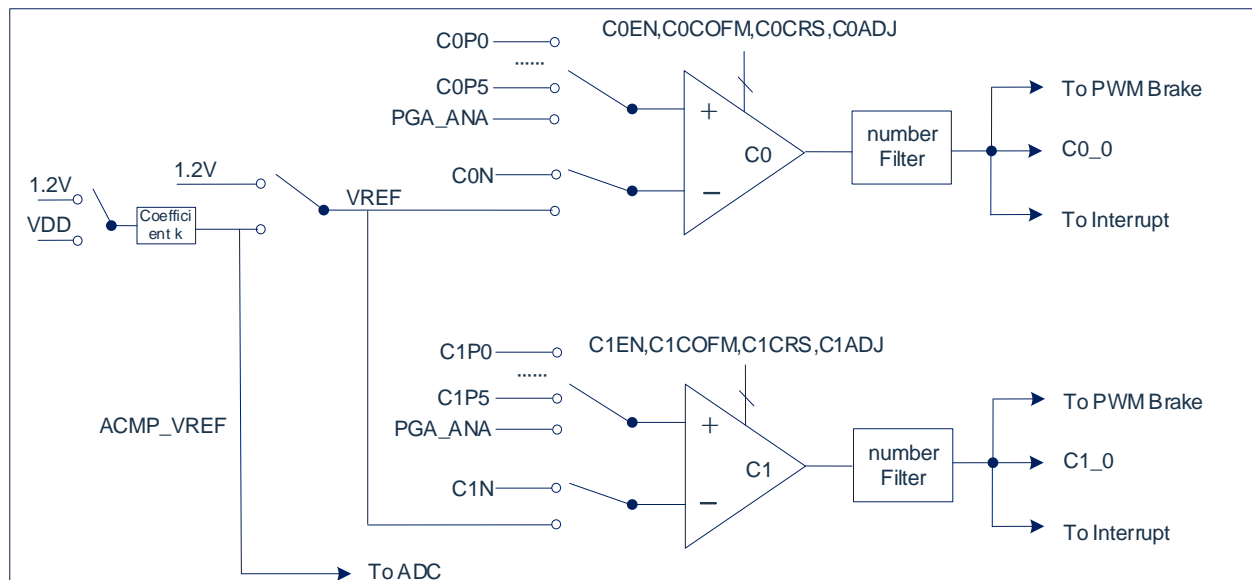 C0EN,C0COFM,C0CRS,C0ADJ
C0P0
......
C0P5
PGA_ANA
+
C0
−
number
Filter
To PWM Brake
C0_0
To Interrupt
C0N
1.2V
VREF
1.2V
VDD
Coeffici
ent k
C1EN,C1COFM,C1CRS,C1ADJ
C1P0
......
C1P5
PGA_ANA
+
C1
−
number
Filter
To PWM Brake
C1_0
To Interrupt
C1N
ACMP_VREF
To ADC